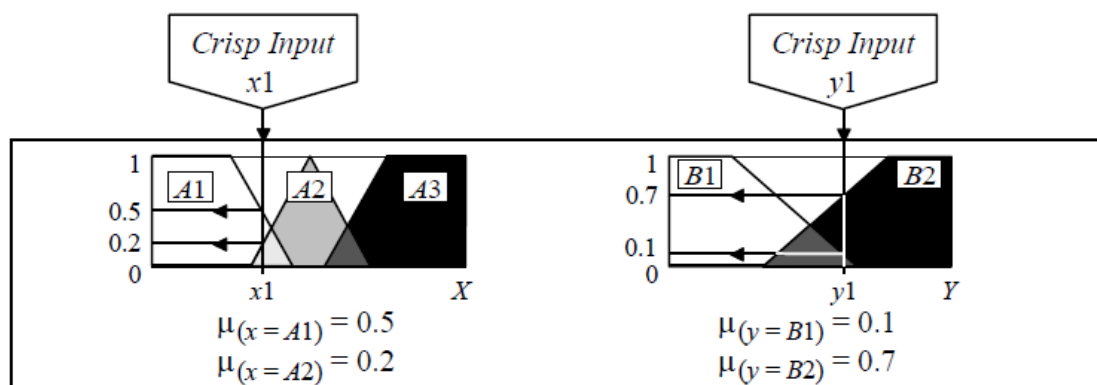 Crisp Input
x1
Crisp Input
y1
1
0.5
0.2
0
A1
A2
A3
x1
X
μ(x = A1) = 0.5
μ(x = A2) = 0.2
1
0.7
0.1
0
B1
B2
y1
Y
μ(y = B1) = 0.1
μ(y = B2) = 0.7